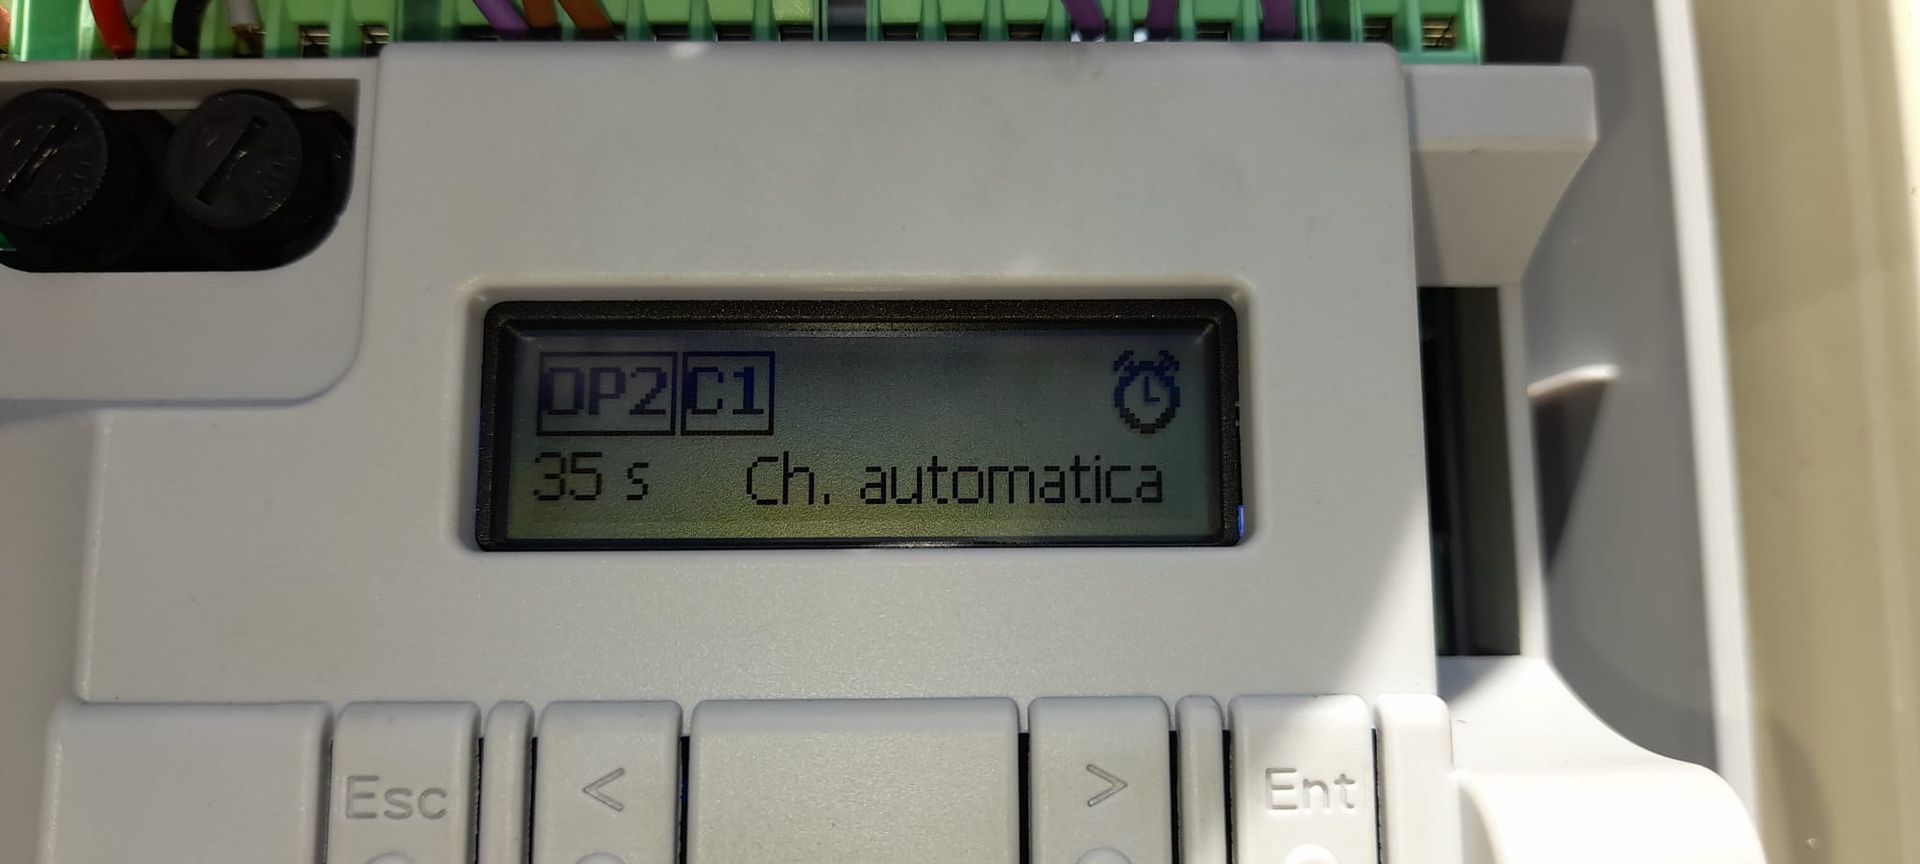 OP2 C1
35 s Ch. automatica
Esc < > Ent